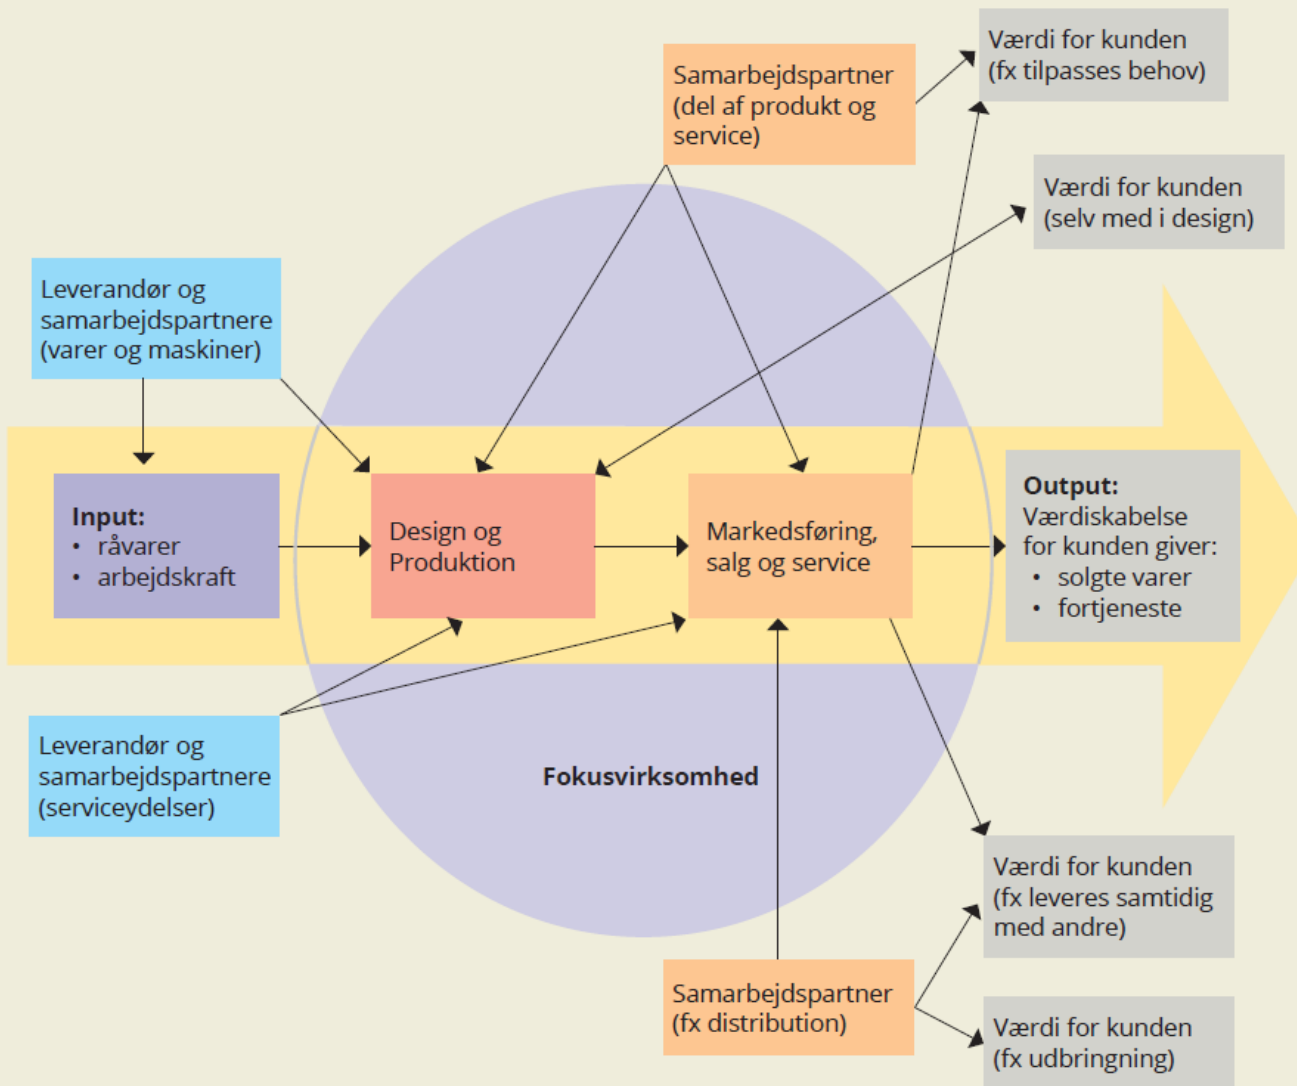 Værdi for kunden
(fx tilpasses behov)
Samarbejdspartner
(del af produkt og
service)
Værdi for kunden
(selv med i design)
Leverandør og
samarbejdspartnere
(varer og maskiner)
Input:
• råvarer
• arbejdskraft
Design og
Produktion
Markedsføring,
salg og service
Output:
Værdiskabelse
for kunden giver:
• solgte varer
• fortjeneste
Leverandør og
samarbejdspartnere
(serviceydelser)
Fokusvirksomhed
Værdi for kunden
(fx leveres samtidig
med andre)
Samarbejdspartner
(fx distribution)
Værdi for kunden
(fx udbringning)